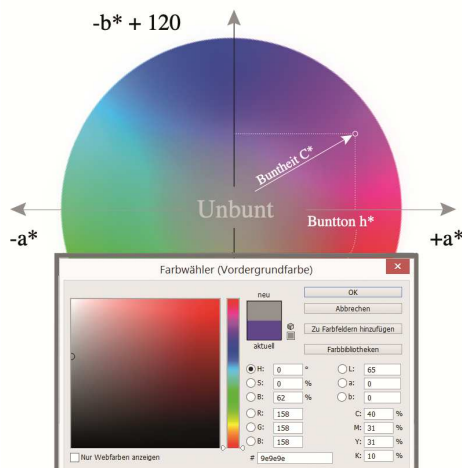 -b* + 120
Buntheit C*
Unbunt
Buntton h*
-a*
+a*
Farbwähler (Vordergrundfarbe)
neu
aktuell
OK
Abbrechen
Zu Farbfeldern hinzufügen
Farbbibliotheken
H: 0 ° L: 65
S: 0 % a: 0
B: 62 % b: 0
R: 158 C: 40 %
G: 158 M: 31 %
B: 158 Y: 31 %
# 9e9e9e K: 10 %
Nur Webfarben anzeigen